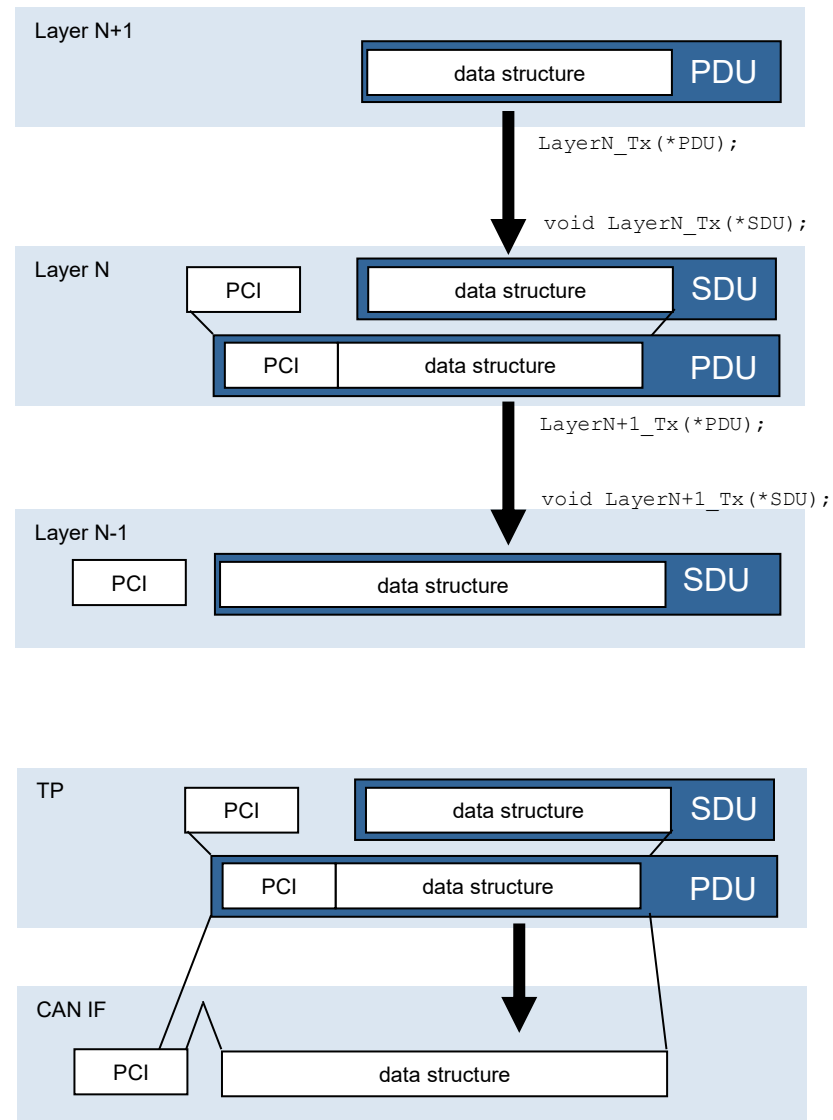 Layer N+1
data structure PDU
LayerN_Tx(*PDU);
void LayerN_Tx(*SDU);
Layer N
PCI data structure SDU
PCI data structure PDU
LayerN+1_Tx(*PDU);
void LayerN+1_Tx(*SDU);
Layer N-1
PCI data structure SDU
TP
PCI data structure SDU
PCI data structure PDU
CAN IF
PCI data structure